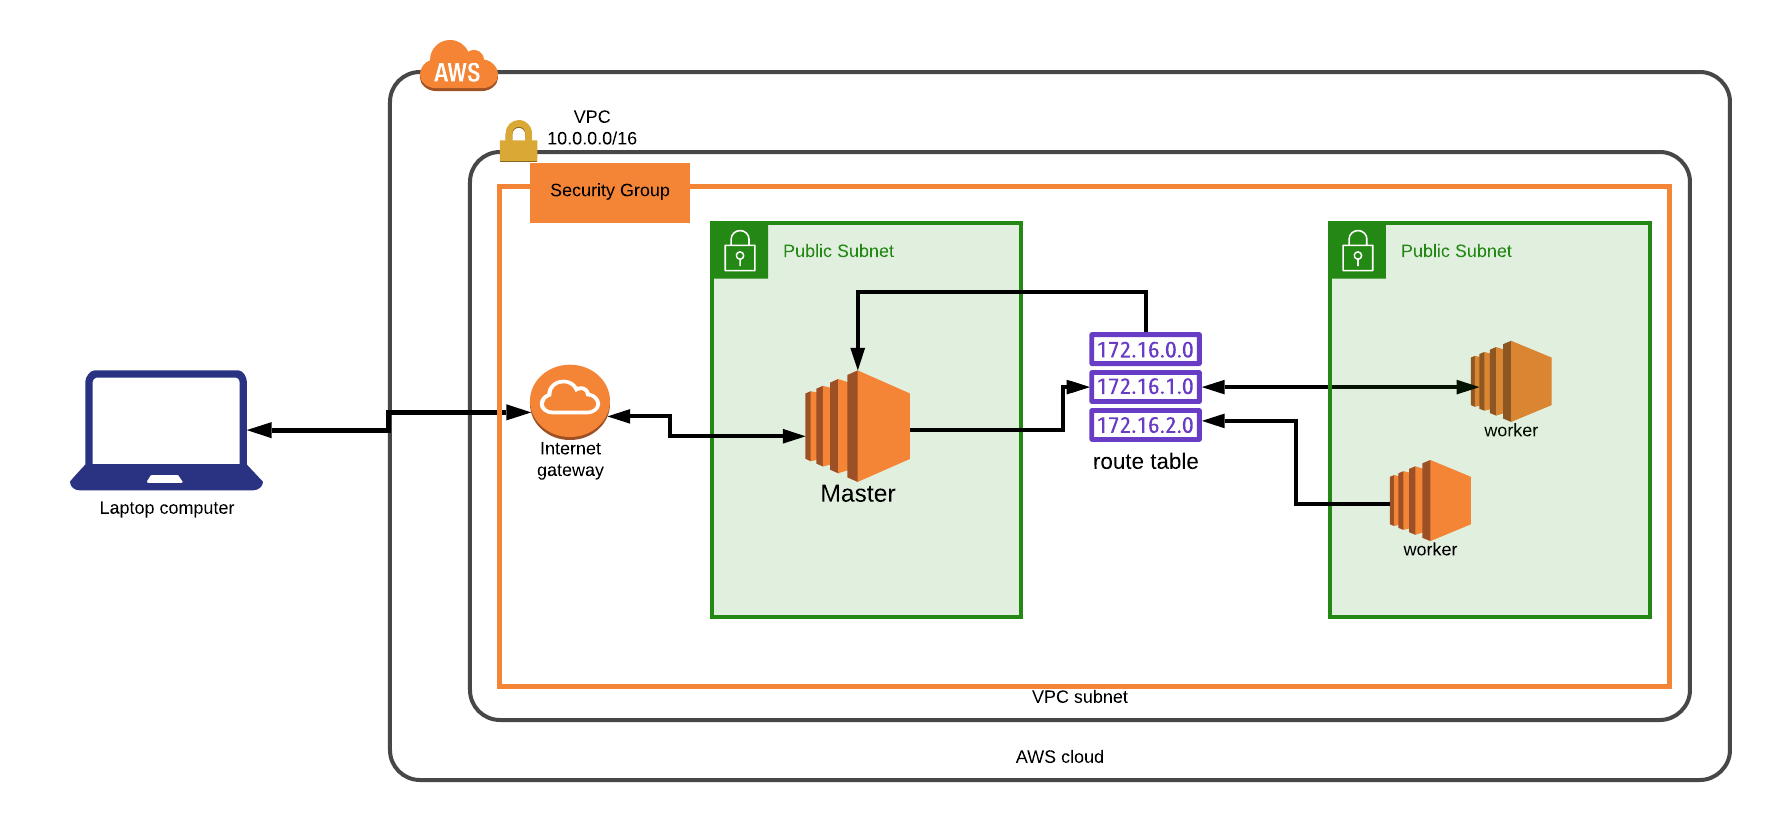 AWS
VPC
10.0.0.0/16
Security Group
Public Subnet
Public Subnet
172.16.0.0
172.16.1.0
172.16.2.0
route table
Internet
gateway
Master
worker
worker
Laptop computer
VPC subnet
AWS cloud